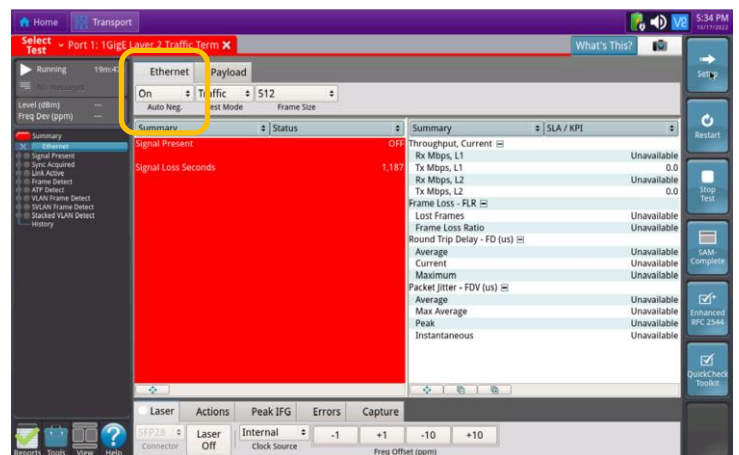 Home
Transport
5:34 PM
10/11/2022
Select Test
Port 1: 1GigE Layer 2 Traffic Term
What's This?
Running
No messages
Level (dBm) ---
Freq Dev (ppm) ---
Summary
Ethernet
Signal Present
Sync Acquired
Link Active
Frame Detect
ATP Detect
VLAN Frame Detect
SVLAN Frame Detect
Stacked VLAN Detect
History
Ethernet
Payload
On
Traffic
512
Auto Neg.
Test Mode
Frame Size
Summary
Status
Signal Present OFF
Signal Loss Seconds 1,187
Summary
SLA / KPI
Throughput, Current
Rx Mbps, L1 Unavailable
Tx Mbps, L1 0.0
Rx Mbps, L2 Unavailable
Tx Mbps, L2 0.0
Frame Loss - FLR
Lost Frames Unavailable
Frame Loss Ratio Unavailable
Round Trip Delay - FD (us)
Average Unavailable
Current Unavailable
Maximum Unavailable
Packet Jitter - FDV (us)
Average Unavailable
Max Average Unavailable
Peak Unavailable
Instantaneous Unavailable
Laser
Actions
Peak IFG
Errors
Capture
SFP28
Connector
Laser Off
Internal
Clock Source
-1
+1
-10
+10
Freq Offset (ppm)
Reports
Tools
View
Help
Setup
Restart
Stop Test
SAM-Complete
Enhanced RFC 2544
QuickCheck Toolkit